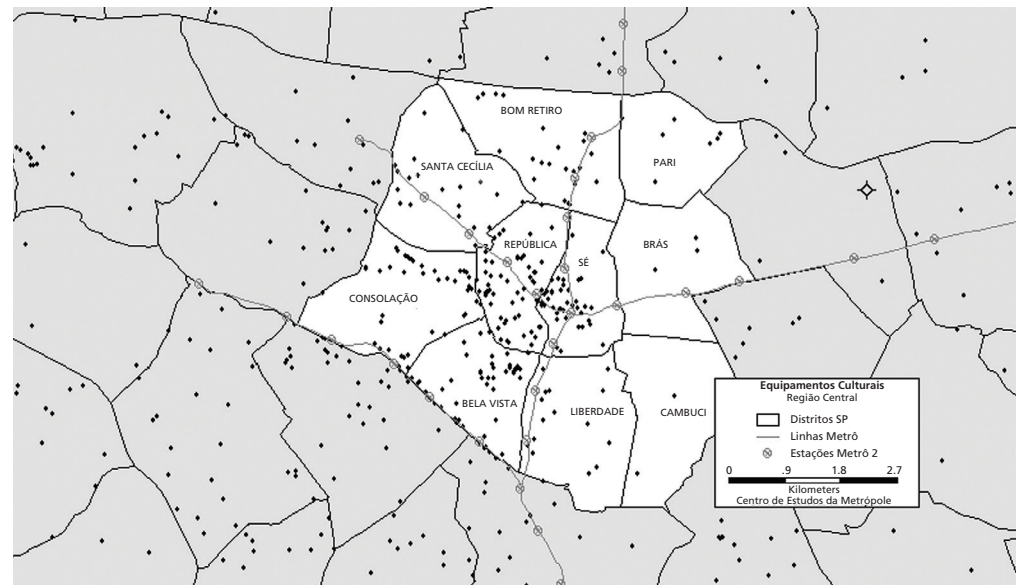 BOM RETIRO
SANTA CECÍLIA
PARI
REPÚBLICA
BRÁS
SÉ
CONSOLAÇÃO
BELA VISTA
LIBERDADE
CAMBUCI
Equipamentos Culturais
Região Central
Distritos SP
Linhas Metrô
Estações Metrô 2
0 .9 1.8 2.7
Kilometers
Centro de Estudos da Metrópole